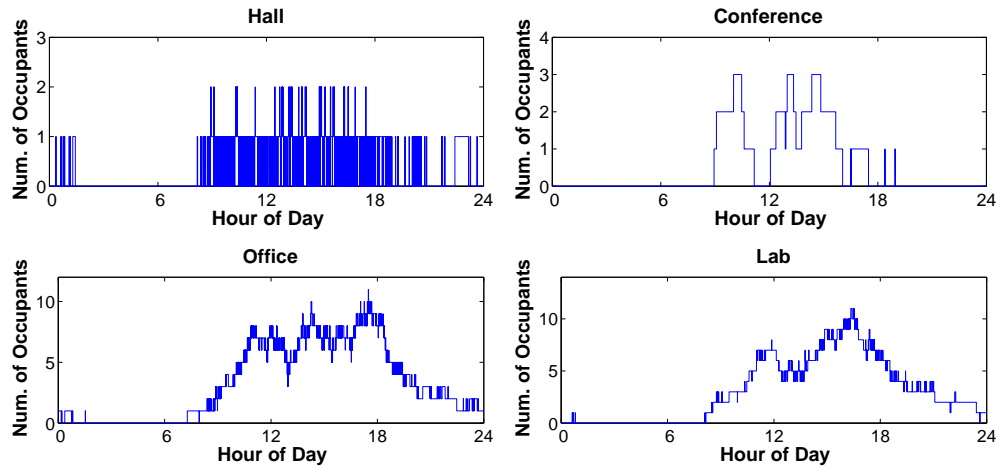 Hall
Num. of Occupants
3
2
1
0
0 6 12 18 24
Hour of Day
Conference
Num. of Occupants
4
3
2
1
0
0 6 12 18 24
Hour of Day
Office
Num. of Occupants
10
5
0
0 6 12 18 24
Hour of Day
Lab
Num. of Occupants
10
5
0
0 6 12 18 24
Hour of Day